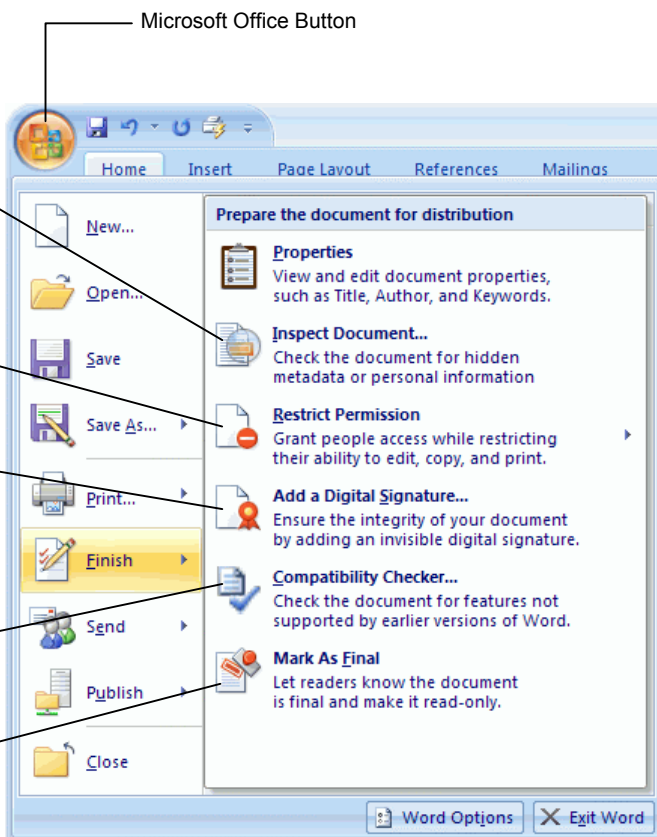 Microsoft Office Button
Home Insert Page Layout References Mailings
New...
Open...
Save
Save As...
Print...
Finish
Send
Publish
Close
Prepare the document for distribution
Properties
View and edit document properties,
such as Title, Author, and Keywords.
Inspect Document...
Check the document for hidden
metadata or personal information
Restrict Permission
Grant people access while restricting
their ability to edit, copy, and print.
Add a Digital Signature...
Ensure the integrity of your document
by adding an invisible digital signature.
Compatibility Checker...
Check the document for features not
supported by earlier versions of Word.
Mark As Final
Let readers know the document
is final and make it read-only.
Word Options Exit Word